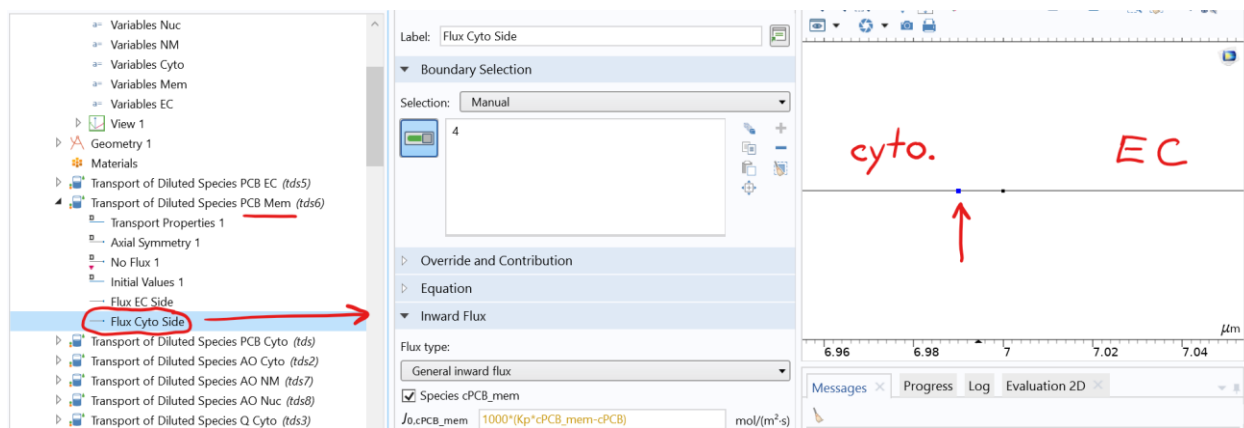 Variables Nuc
Variables NM
Variables Cyto
Variables Mem
Variables EC
View 1
Geometry 1
Materials
Transport of Diluted Species PCB EC (tds5)
Transport of Diluted Species PCB Mem (tds6)
Transport Properties 1
Axial Symmetry 1
No Flux 1
Initial Values 1
Flux EC Side
Flux Cyto Side
Transport of Diluted Species PCB Cyto (tds)
Transport of Diluted Species AO Cyto (tds2)
Transport of Diluted Species AO NM (tds7)
Transport of Diluted Species AO Nuc (tds8)
Transport of Diluted Species Q Cyto (tds3)
Label: Flux Cyto Side
Boundary Selection
Selection: Manual
4
Override and Contribution
Equation
Inward Flux
Flux type:
General inward flux
Species cPCB_mem
J0,cPCB_mem 1000*(Kp*cPCB_mem-cPCB) mol/(m²·s)
cyto. EC
μm
6.96 6.98 7 7.02 7.04
Messages Progress Log Evaluation 2D